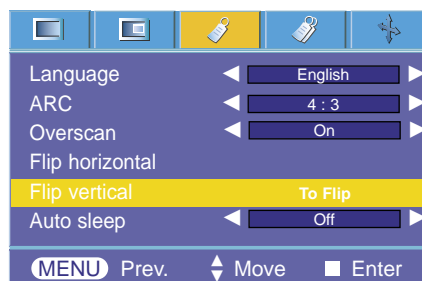 Language English
ARC 4 : 3
Overscan On
Flip horizontal
Flip vertical To Flip
Auto sleep Off
MENU Prev. Move Enter